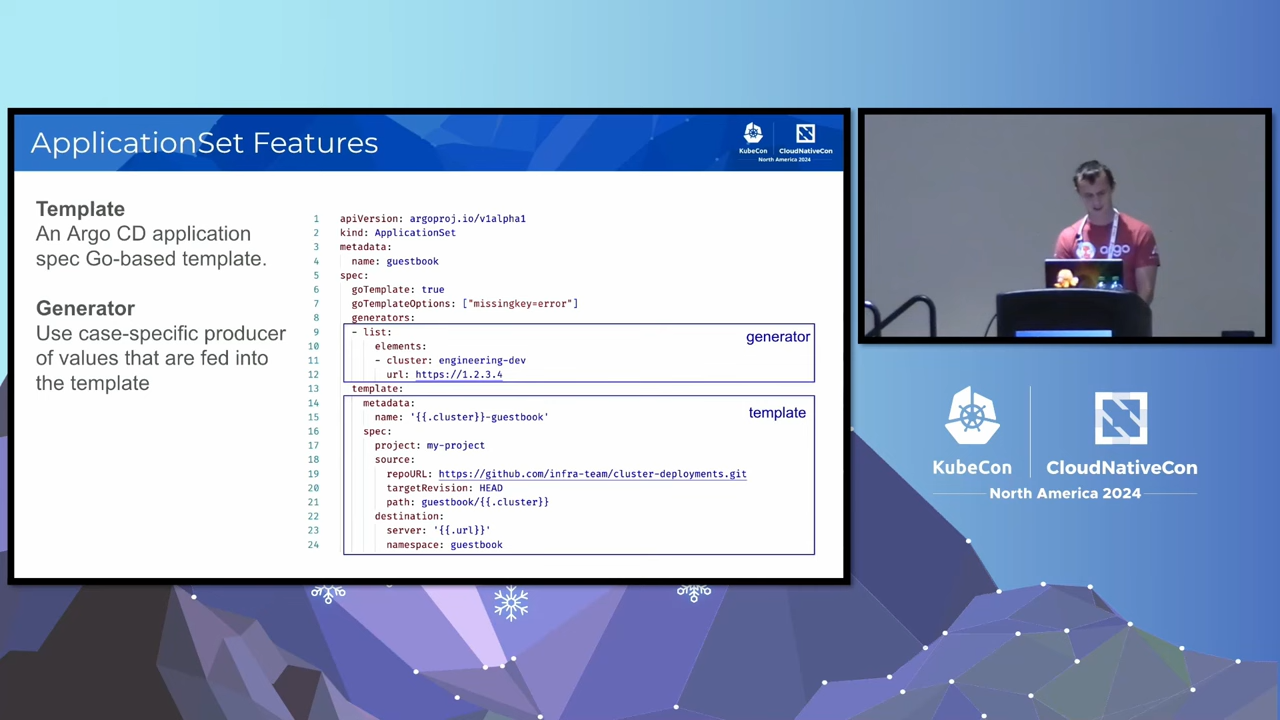 ApplicationSet Features
KubeCon
CloudNativeCon
North America 2024
Template
An Argo CD application
spec Go-based template.
Generator
Use case-specific producer
of values that are fed into
the template
1 apiVersion: argoproj.io/v1alpha1
2 kind: ApplicationSet
3 metadata:
4 name: guestbook
5 spec:
6 goTemplate: true
7 goTemplateOptions: ["missingkey=error"]
8 generators:
9 - list:
10 elements:
11 - cluster: engineering-dev
12 url: https://1.2.3.4
13 template:
14 metadata:
15 name: '{{.cluster}}-guestbook'
16 spec:
17 project: my-project
18 source:
19 repoURL: https://github.com/infra-team/cluster-deployments.git
20 targetRevision: HEAD
21 path: guestbook/{{.cluster}}
22 destination:
23 server: '{{.url}}'
24 namespace: guestbook
generator
template
argo
KubeCon
CloudNativeCon
North America 2024